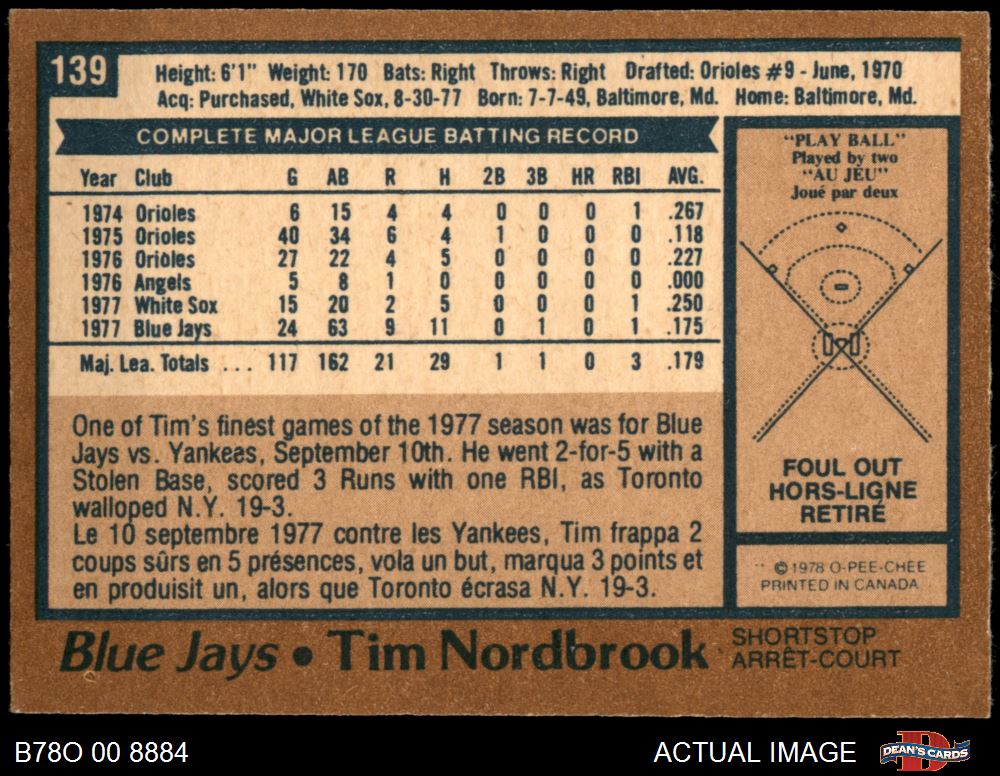 139
Height: 6'1" Weight: 170 Bats: Right Throws: Right Drafted: Orioles #9 - June, 1970
Acq: Purchased, White Sox, 8-30-77 Born: 7-7-49, Baltimore, Md. Home: Baltimore, Md.
COMPLETE MAJOR LEAGUE BATTING RECORD
Year Club G AB R H 2B 3B HR RBI AVG.
1974 Orioles 6 15 4 4 0 0 0 1 .267
1975 Orioles 40 34 6 4 1 0 0 0 .118
1976 Orioles 27 22 4 5 0 0 0 0 .227
1976 Angels 5 8 1 0 0 0 0 0 .000
1977 White Sox 15 20 2 5 0 0 0 1 .250
1977 Blue Jays 24 63 9 11 0 1 0 1 .175
Maj. Lea. Totals ... 117 162 21 29 1 1 0 3 .179
One of Tim's finest games of the 1977 season was for Blue
Jays vs. Yankees, September 10th. He went 2-for-5 with a
Stolen Base, scored 3 Runs with one RBI, as Toronto
walloped N.Y. 19-3.
Le 10 septembre 1977 contre les Yankees, Tim frappa 2
coups sûrs en 5 présences, vola un but, marqua 3 points et
en produisit un, alors que Toronto écrasa N.Y. 19-3.
"PLAY BALL"
Played by two
"AU JEU"
Joué par deux
FOUL OUT
HORS-LIGNE
RETIRÉ
© 1978 O-PEE-CHEE
PRINTED IN CANADA
Blue Jays • Tim Nordbrook
SHORTSTOP
ARRÊT-COURT
B78O 00 8884
ACTUAL IMAGE
DEAN'S CARDS